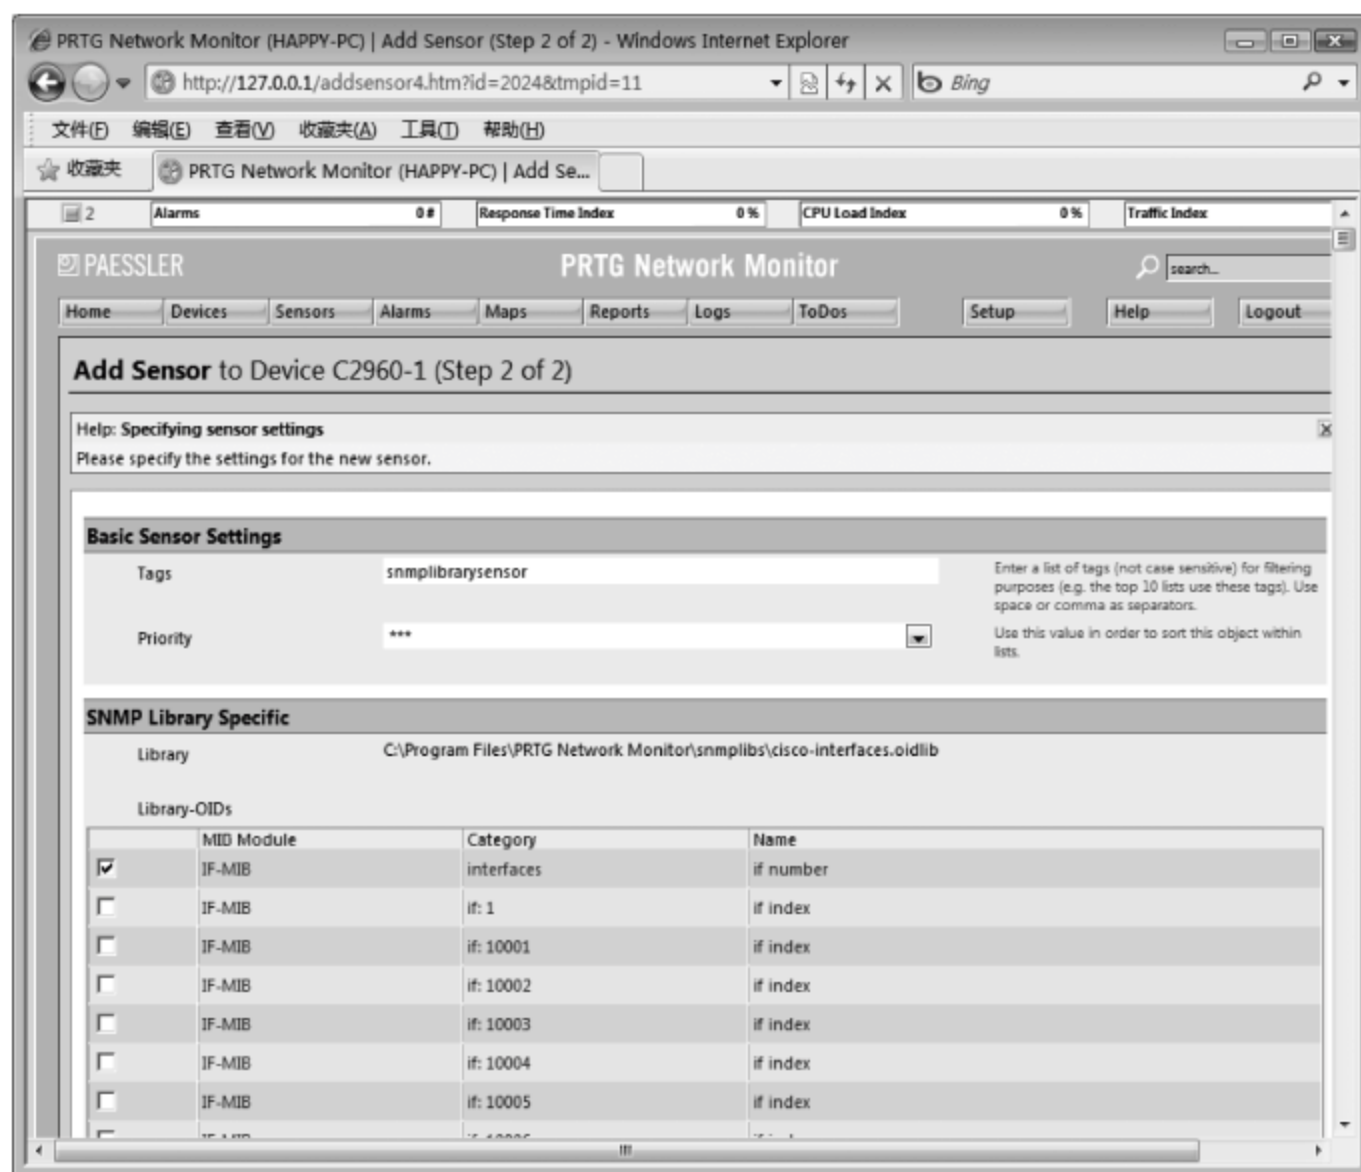 PRTG Network Monitor (HAPPY-PC) | Add Sensor (Step 2 of 2) - Windows Internet Explorer
http://127.0.0.1/addsensor4.htm?id=2024&tmpid=11 Bing
文件(F) 编辑(E) 查看(V) 收藏夹(A) 工具(T) 帮助(H)
收藏夹 PRTG Network Monitor (HAPPY-PC) | Add Se...
2 Alarms 0 # Response Time Index 0 % CPU Load Index 0 % Traffic Index
PAESSLER PRTG Network Monitor search...
Home Devices Sensors Alarms Maps Reports Logs ToDos Setup Help Logout
Add Sensor to Device C2960-1 (Step 2 of 2)
Help: Specifying sensor settings
Please specify the settings for the new sensor.
Basic Sensor Settings
Tags snmplibrarysensor
Enter a list of tags (not case sensitive) for filtering
purposes (e.g. the top 10 lists use these tags). Use
space or comma as separators.
Priority ***
Use this value in order to sort this object within
lists.
SNMP Library Specific
Library C:\Program Files\PRTG Network Monitor\snmplibs\cisco-interfaces.oidlib
Library-OIDs
MIB Module Category Name
IF-MIB interfaces if number
IF-MIB if: 1 if index
IF-MIB if: 10001 if index
IF-MIB if: 10002 if index
IF-MIB if: 10003 if index
IF-MIB if: 10004 if index
IF-MIB if: 10005 if index